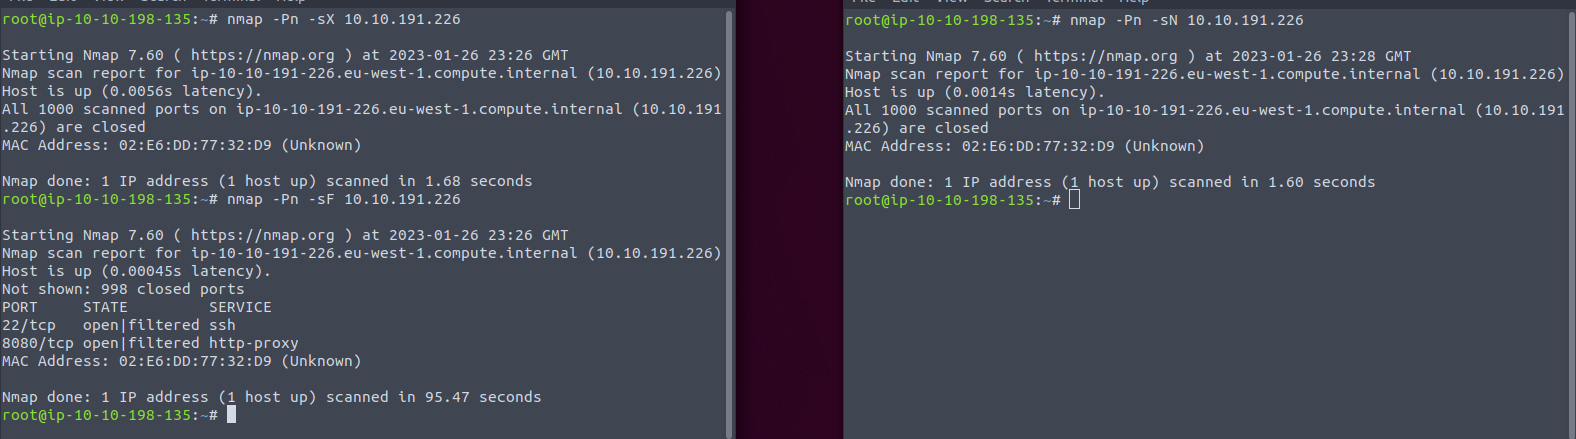 root@ip-10-10-198-135:~# nmap -Pn -sX 10.10.191.226
Starting Nmap 7.60 ( https://nmap.org ) at 2023-01-26 23:26 GMT
Nmap scan report for ip-10-10-191-226.eu-west-1.compute.internal (10.10.191.226)
Host is up (0.0056s latency).
All 1000 scanned ports on ip-10-10-191-226.eu-west-1.compute.internal (10.10.191
.226) are closed
MAC Address: 02:E6:DD:77:32:D9 (Unknown)
Nmap done: 1 IP address (1 host up) scanned in 1.68 seconds
root@ip-10-10-198-135:~# nmap -Pn -sF 10.10.191.226
Starting Nmap 7.60 ( https://nmap.org ) at 2023-01-26 23:26 GMT
Nmap scan report for ip-10-10-191-226.eu-west-1.compute.internal (10.10.191.226)
Host is up (0.00045s latency).
Not shown: 998 closed ports
PORT     STATE         SERVICE
22/tcp   open|filtered ssh
8080/tcp open|filtered http-proxy
MAC Address: 02:E6:DD:77:32:D9 (Unknown)
Nmap done: 1 IP address (1 host up) scanned in 95.47 seconds
root@ip-10-10-198-135:~#
root@ip-10-10-198-135:~# nmap -Pn -sN 10.10.191.226
Starting Nmap 7.60 ( https://nmap.org ) at 2023-01-26 23:28 GMT
Nmap scan report for ip-10-10-191-226.eu-west-1.compute.internal (10.10.191.226)
Host is up (0.0014s latency).
All 1000 scanned ports on ip-10-10-191-226.eu-west-1.compute.internal (10.10.191
.226) are closed
MAC Address: 02:E6:DD:77:32:D9 (Unknown)
Nmap done: 1 IP address (1 host up) scanned in 1.60 seconds
root@ip-10-10-198-135:~#